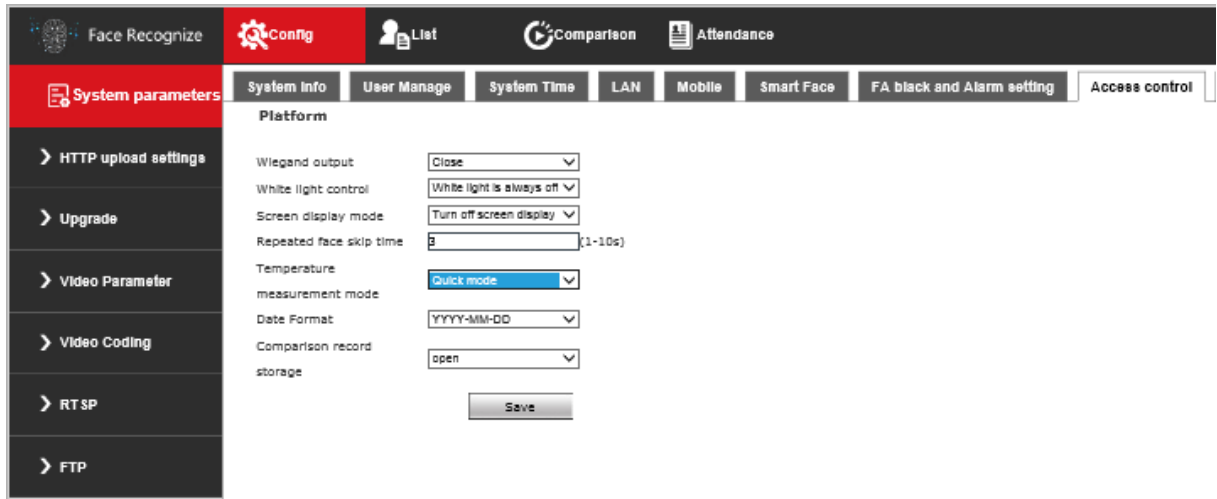 Face Recognize
Config
List
Comparison
Attendance
System parameters
System Info
User Manage
System Time
LAN
Mobile
Smart Face
FA black and Alarm setting
Access control
Platform
HTTP upload settings
Upgrade
Video Parameter
Video Coding
RTSP
FTP
Wiegand output
Close
White light control
White light is always off
Screen display mode
Turn off screen display
Repeated face skip time
3
(1-10s)
Temperature
measurement mode
Quick mode
Date Format
YYYY-MM-DD
Comparison record
storage
open
Save